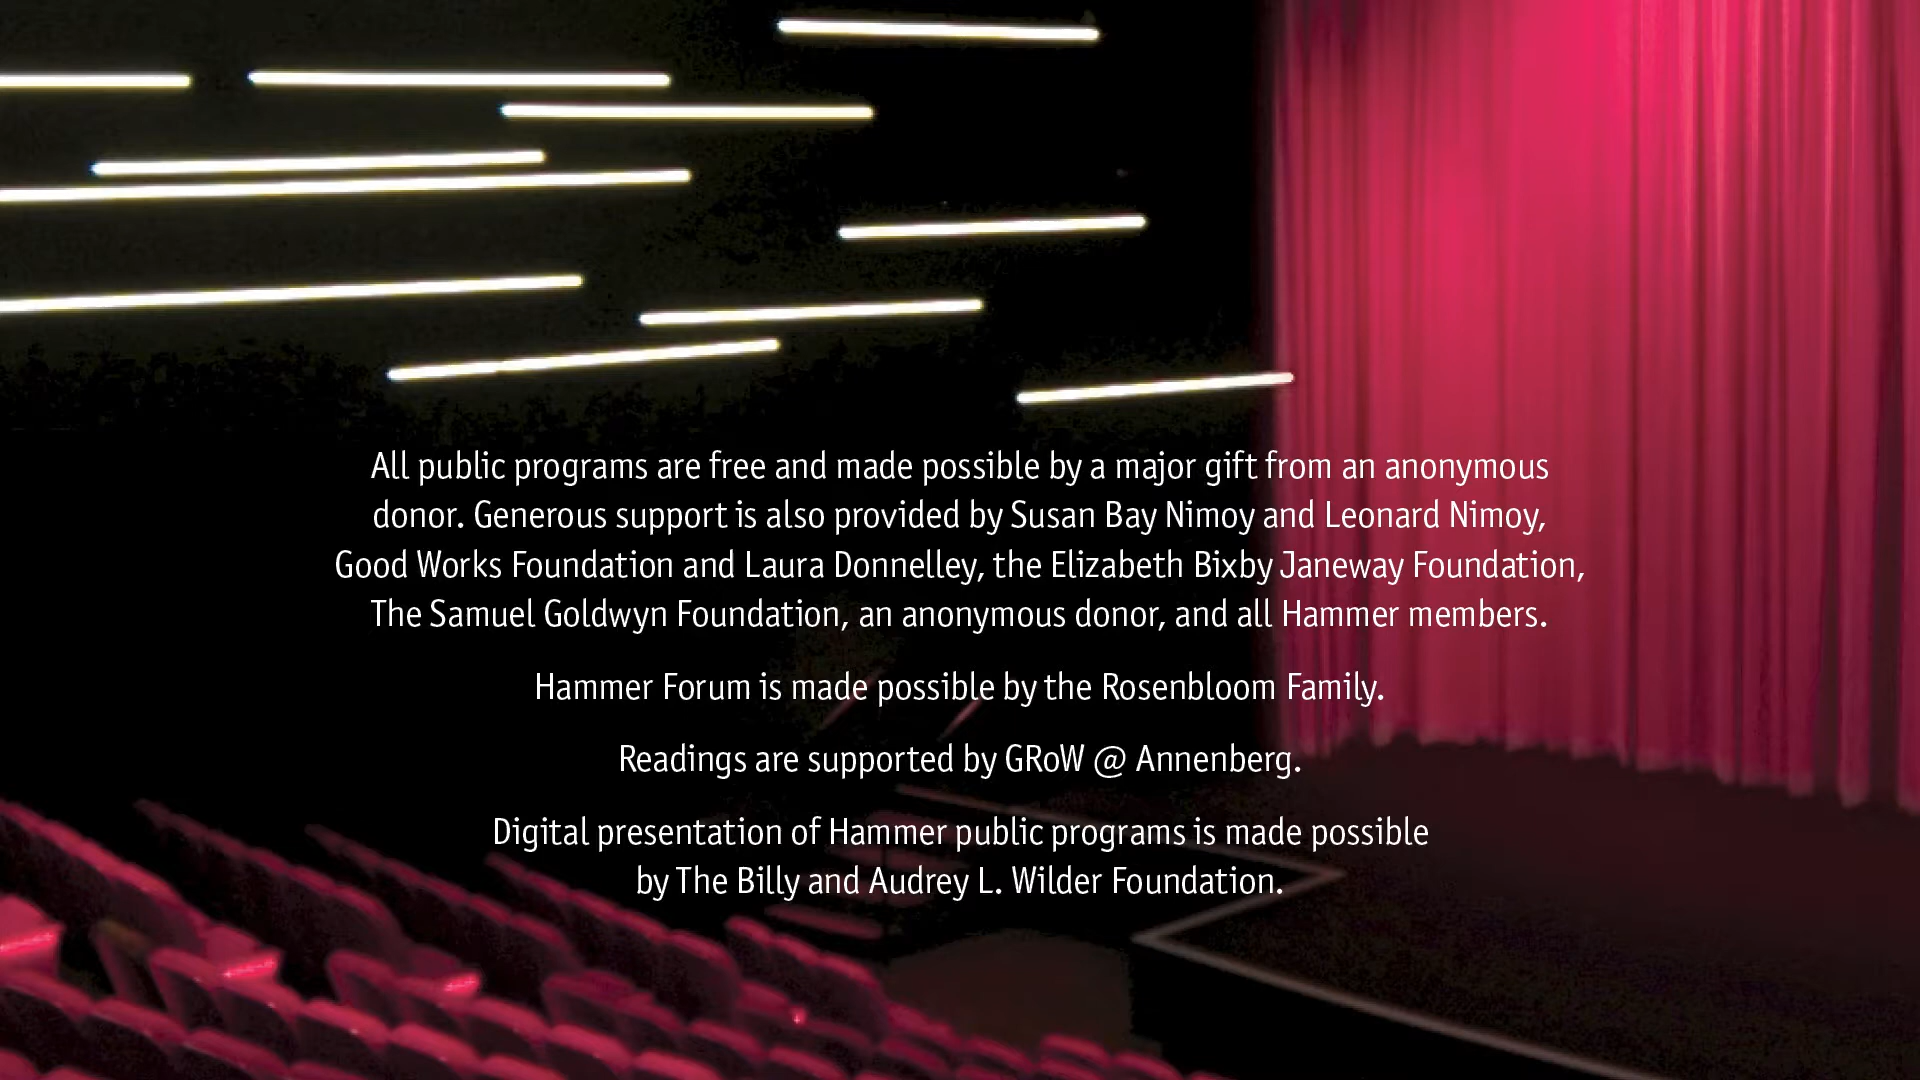 All public programs are free and made possible by a major gift from an anonymous
donor. Generous support is also provided by Susan Bay Nimoy and Leonard Nimoy,
Good Works Foundation and Laura Donnelley, the Elizabeth Bixby Janeway Foundation,
The Samuel Goldwyn Foundation, an anonymous donor, and all Hammer members.
Hammer Forum is made possible by the Rosenbloom Family.
Readings are supported by GRoW @ Annenberg.
Digital presentation of Hammer public programs is made possible
by The Billy and Audrey L. Wilder Foundation.